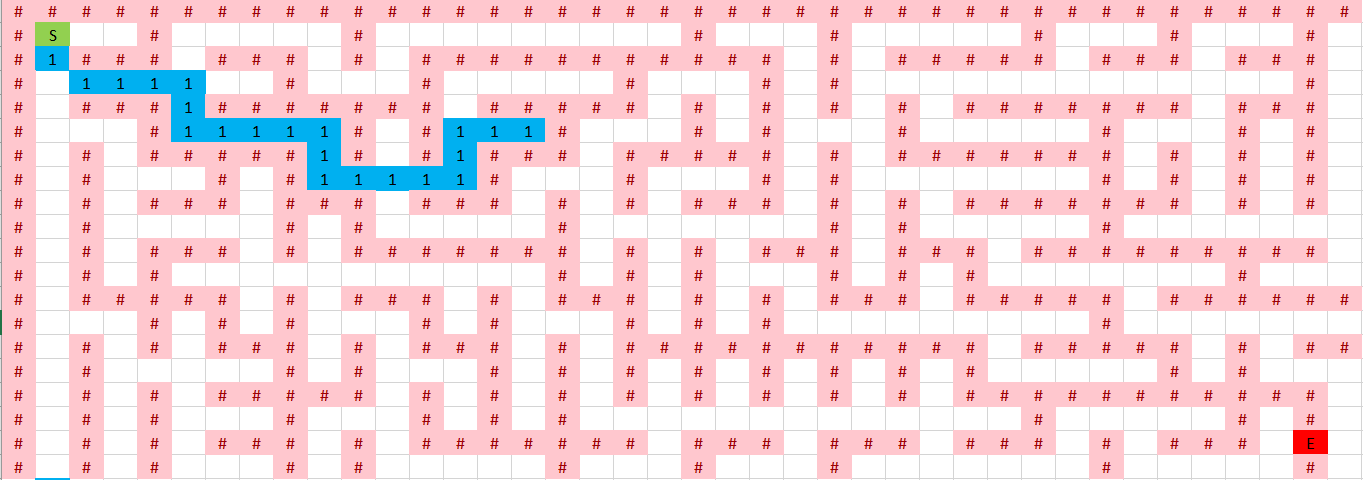 # # # # # # # # # # # # # # # # # # # # # # # # # # # # # # # # # # # # # # # #
# S # # # # # # #
# 1 # # # # # # # # # # # # # # # # # # # # # # # # # # # # # #
# 1 1 1 1 # # # # # #
# # # # 1 # # # # # # # # # # # # # # # # # # # # # # # # # #
# # 1 1 1 1 1 # # 1 1 1 # # # # # # #
# # # # # # # 1 # # 1 # # # # # # # # # # # # # # # # # # # #
# # # # 1 1 1 1 1 # # # # # # # #
# # # # # # # # # # # # # # # # # # # # # # # # # # #
# # # # # # # #
# # # # # # # # # # # # # # # # # # # # # # # # # # # # # #
# # # # # # # # # #
# # # # # # # # # # # # # # # # # # # # # # # # # # # # # #
# # # # # # # # # #
# # # # # # # # # # # # # # # # # # # # # # # # # # # # # #
# # # # # # # # # # # # # #
# # # # # # # # # # # # # # # # # # # # # # # # # # #
# # # # # # # # # #
# # # # # # # # # # # # # # # # # # # # # # # # # # # E
# # # # # # # # # #